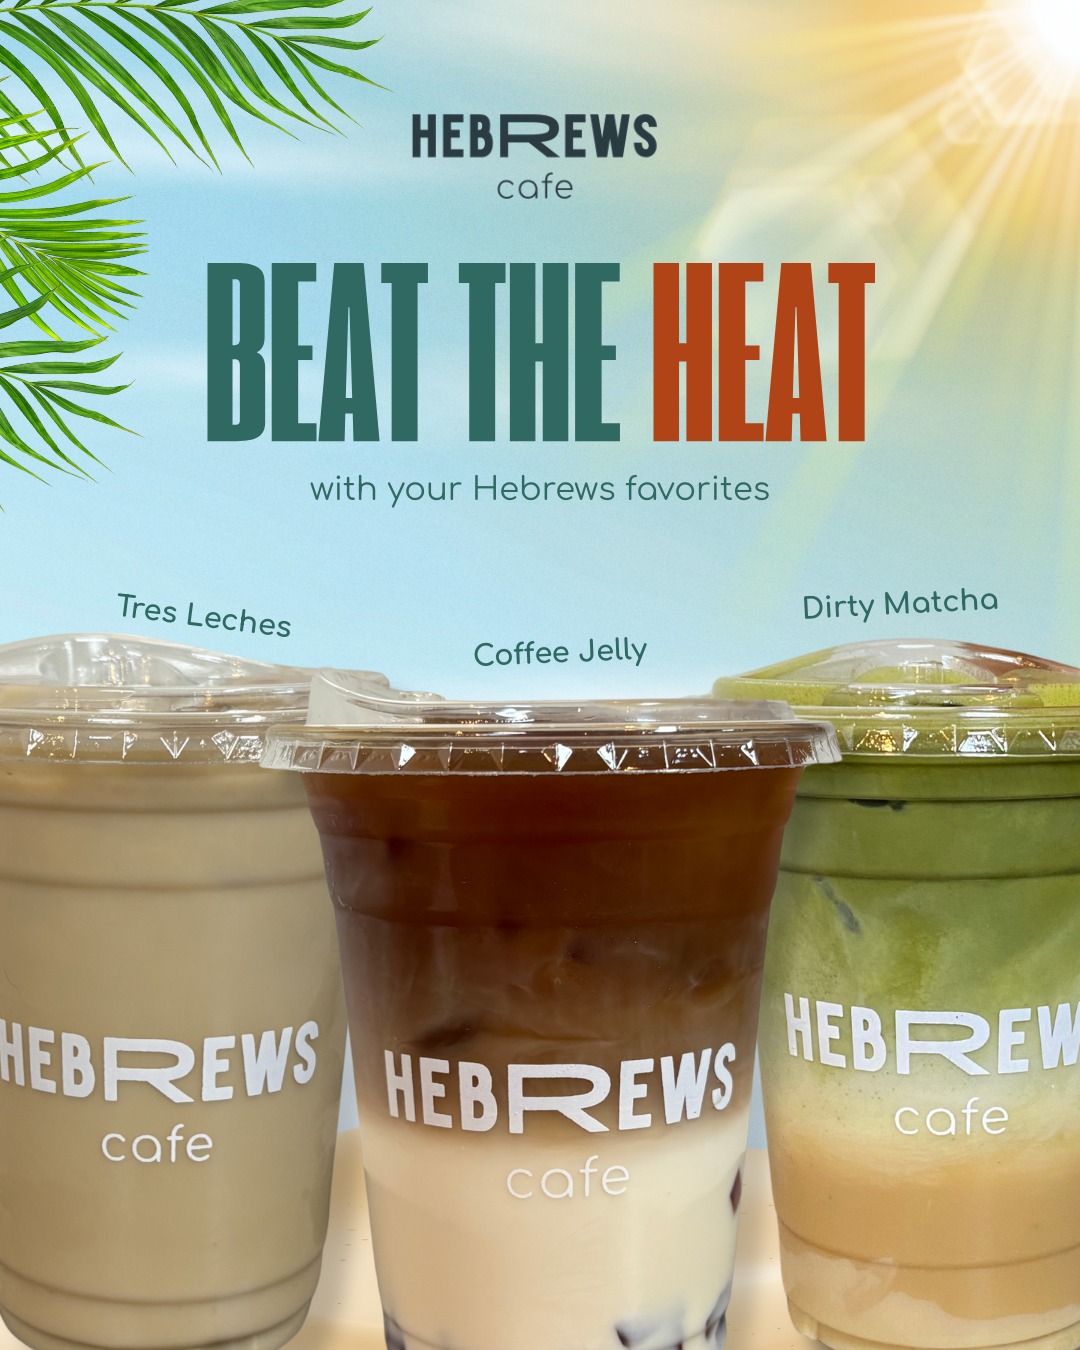 HEBREWS
cafe
BEAT THE HEAT
with your Hebrews favorites
Tres Leches
Coffee Jelly
Dirty Matcha
HEBREWS
cafe
HEBREWS
cafe
HEBREW
cafe